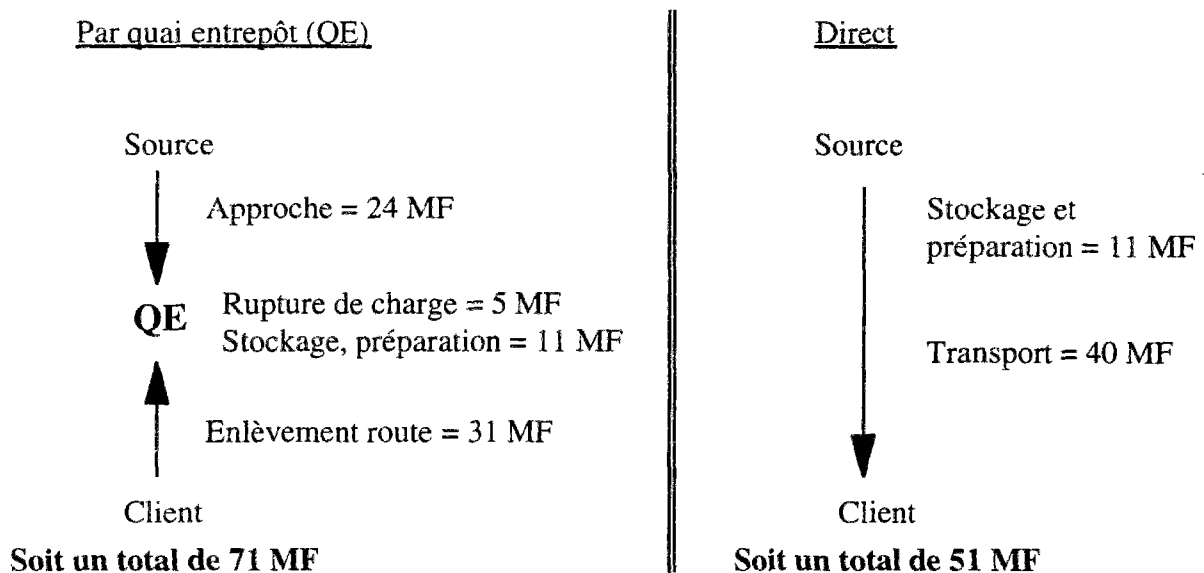 Par quai entrepôt (QE)
Source
Approche = 24 MF
QE
Rupture de charge = 5 MF
Stockage, préparation = 11 MF
Enlèvement route = 31 MF
Client
Soit un total de 71 MF
Direct
Source
Stockage et
préparation = 11 MF
Transport = 40 MF
Client
Soit un total de 51 MF